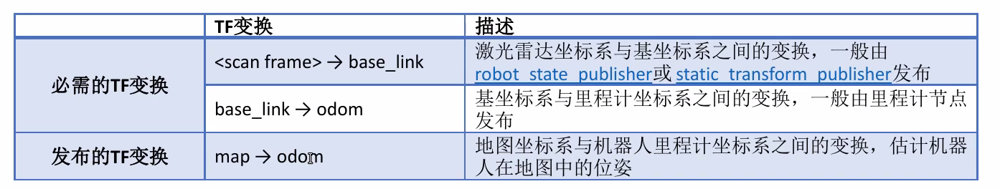 TF变换
描述
必需的TF变换
<scan frame> → base_link
激光雷达坐标系与基坐标系之间的变换，一般由
robot_state_publisher或 static_transform_publisher发布
base_link → odom
基坐标系与里程计坐标系之间的变换，一般由里程计节点
发布
发布的TF变换
map → odom
地图坐标系与机器人里程计坐标系之间的变换，估计机器
人在地图中的位姿